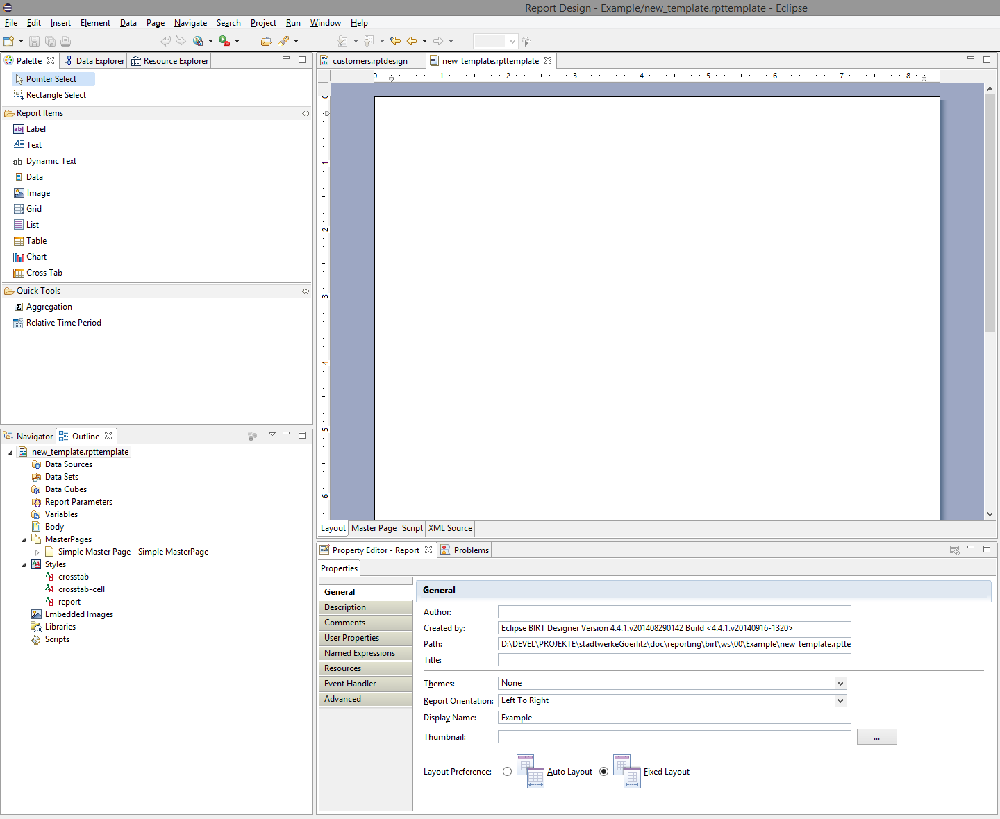 Report Design - Example/new_template.rpttemplate - Eclipse
File Edit Insert Element Data Page Navigate Search Project Run Window Help
Palette Data Explorer Resource Explorer
customers.rptdesign new_template.rpttemplate
Pointer Select
Rectangle Select
Report Items
Label
Text
Dynamic Text
Data
Image
Grid
List
Table
Chart
Cross Tab
Quick Tools
Aggregation
Relative Time Period
0 1 2 3 4 5 6 7 8
1
2
3
4
5
6
Layout Master Page Script XML Source
Navigator Outline
new_template.rpttemplate
Data Sources
Data Sets
Data Cubes
Report Parameters
Variables
Body
MasterPages
Simple Master Page - Simple MasterPage
Styles
crosstab
crosstab-cell
report
Embedded Images
Libraries
Scripts
Property Editor - Report Problems
Properties
General
Description
Comments
User Properties
Named Expressions
Resources
Event Handler
Advanced
General
Author:
Created by: Eclipse BIRT Designer Version 4.4.1.v201408290142 Build <4.4.1.v20140916-1320>
Path: D:\DEVEL\PROJEKTE\stadtwerkeGoerlitz\doc\reporting\birt\ws\00\Example\new_template.rptte
Title:
Themes: None
Report Orientation: Left To Right
Display Name: Example
Thumbnail: ...
Layout Preference: Auto Layout Fixed Layout